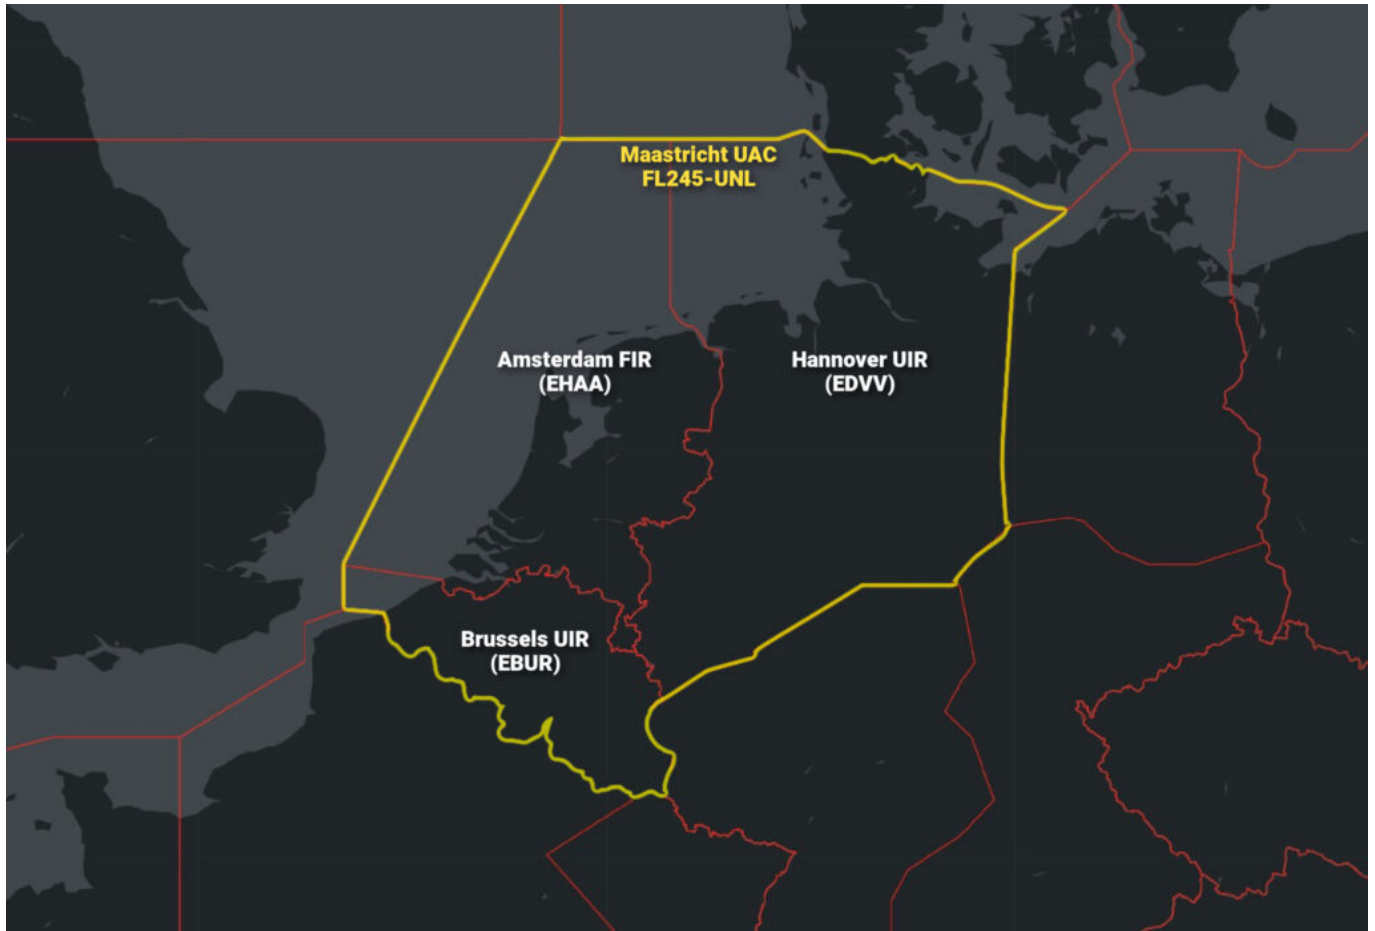 Maastricht UAC
FL245-UNL
Amsterdam FIR
(EHAA)
Hannover UIR
(EDVV)
Brussels UIR
(EBUR)